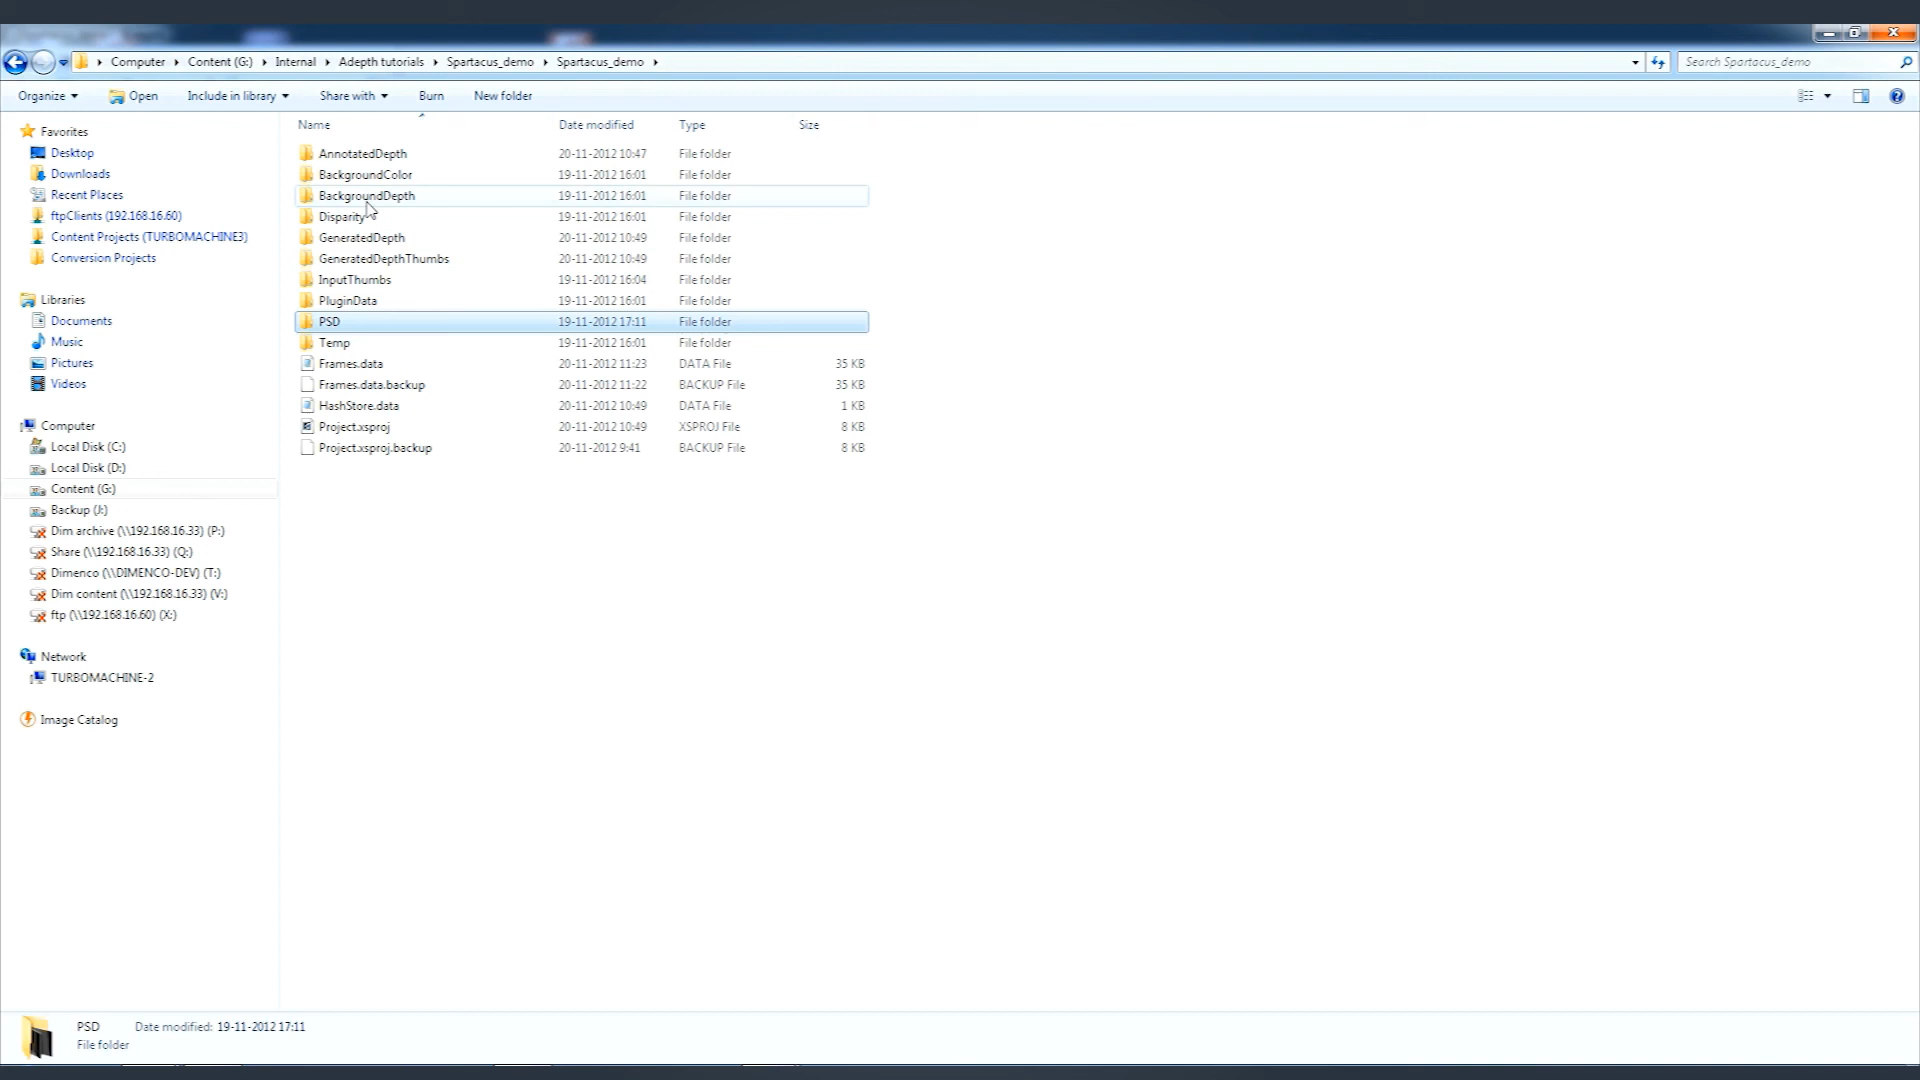 Computer Content (G:) Internal Adepth tutorials Spartacus_demo Spartacus_demo Search Spartacus_demo
Organize Open Include in library Share with Burn New folder
Name Date modified Type Size
AnnotatedDepth 20-11-2012 10:47 File folder
BackgroundColor 19-11-2012 16:01 File folder
BackgroundDepth 19-11-2012 16:01 File folder
Disparity 19-11-2012 16:01 File folder
GeneratedDepth 20-11-2012 10:49 File folder
GeneratedDepthThumbs 20-11-2012 10:49 File folder
InputThumbs 19-11-2012 16:04 File folder
PluginData 19-11-2012 16:01 File folder
PSD 19-11-2012 17:11 File folder
Temp 19-11-2012 16:01 File folder
Frames.data 20-11-2012 11:23 DATA File 35 KB
Frames.data.backup 20-11-2012 11:22 BACKUP File 35 KB
HashStore.data 20-11-2012 10:49 DATA File 1 KB
Project.xsproj 20-11-2012 10:49 XSPROJ File 8 KB
Project.xsproj.backup 20-11-2012 9:41 BACKUP File 8 KB
Favorites
Desktop
Downloads
Recent Places
ftpClients (192.168.16.60)
Content Projects (TURBOMACHINE3)
Conversion Projects
Libraries
Documents
Music
Pictures
Videos
Computer
Local Disk (C:)
Local Disk (D:)
Content (G:)
Backup (J:)
Dim archive (\\192.168.16.33) (P:)
Share (\\192.168.16.33) (Q:)
Dimenco (\\DIMENCO-DEV) (T:)
Dim content (\\192.168.16.33) (V:)
ftp (\\192.168.16.60) (X:)
Network
TURBOMACHINE-2
Image Catalog
PSD Date modified: 19-11-2012 17:11
File folder